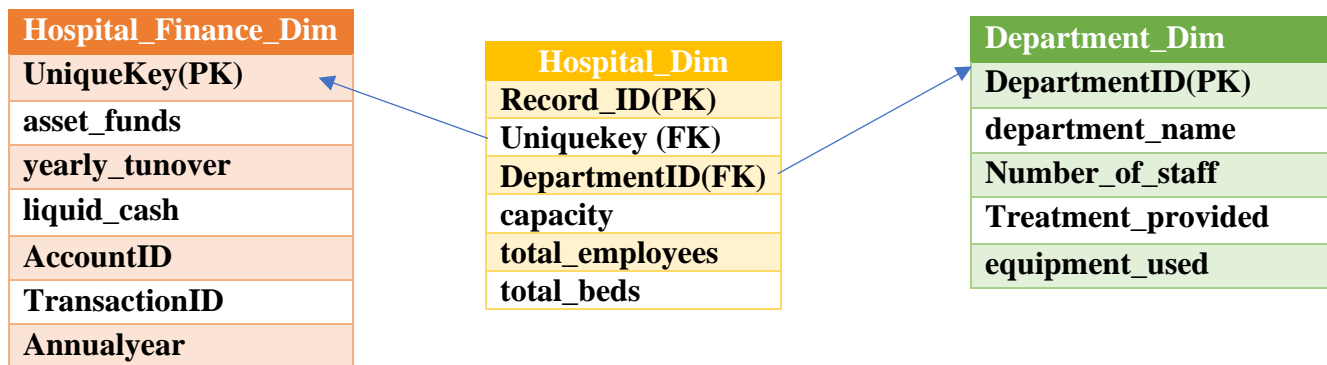 Hospital_Finance_Dim
UniqueKey(PK)
asset_funds
yearly_tunover
liquid_cash
AccountID
TransactionID
Annualyear
Hospital_Dim
Record_ID(PK)
Uniquekey (FK)
DepartmentID(FK)
capacity
total_employees
total_beds
Department_Dim
DepartmentID(PK)
department_name
Number_of_staff
Treatment_provided
equipment_used